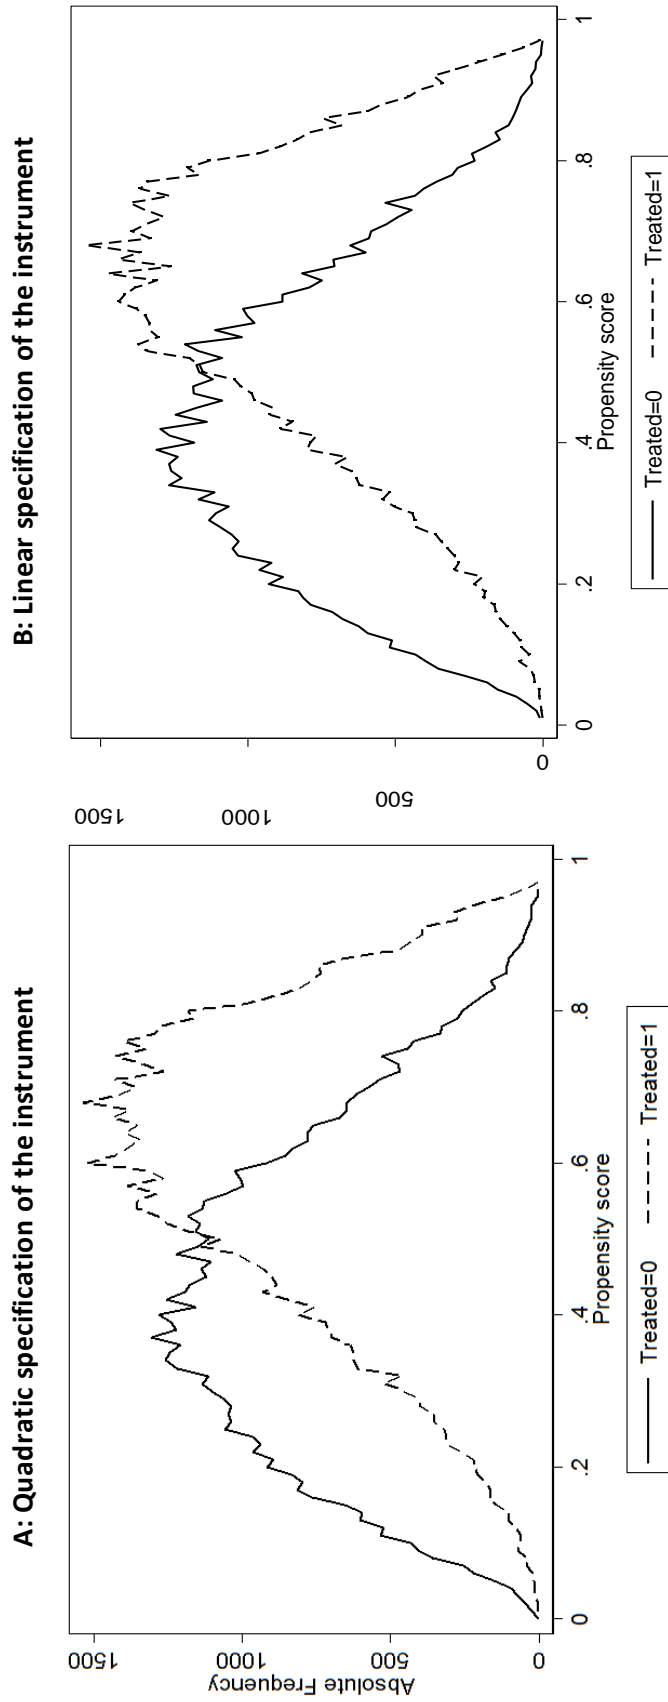 A: Quadratic specification of the instrument
Absolute Frequency
1500
1000
500
0
0 .2 .4 .6 .8 1
Propensity score
Treated=0 Treated=1
B: Linear specification of the instrument
1500
1000
500
0
0 .2 .4 .6 .8 1
Propensity score
Treated=0 Treated=1